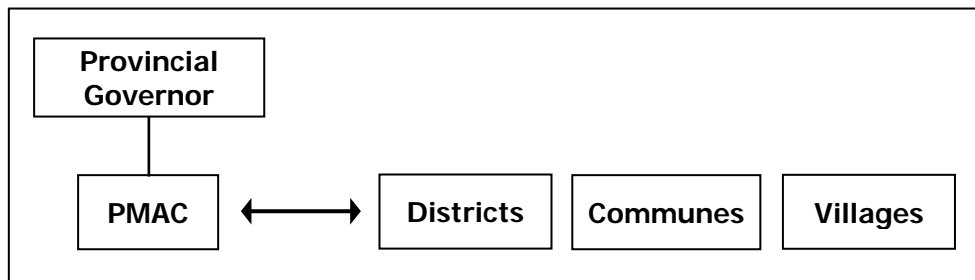 Provincial
Governor
PMAC
Districts
Communes
Villages